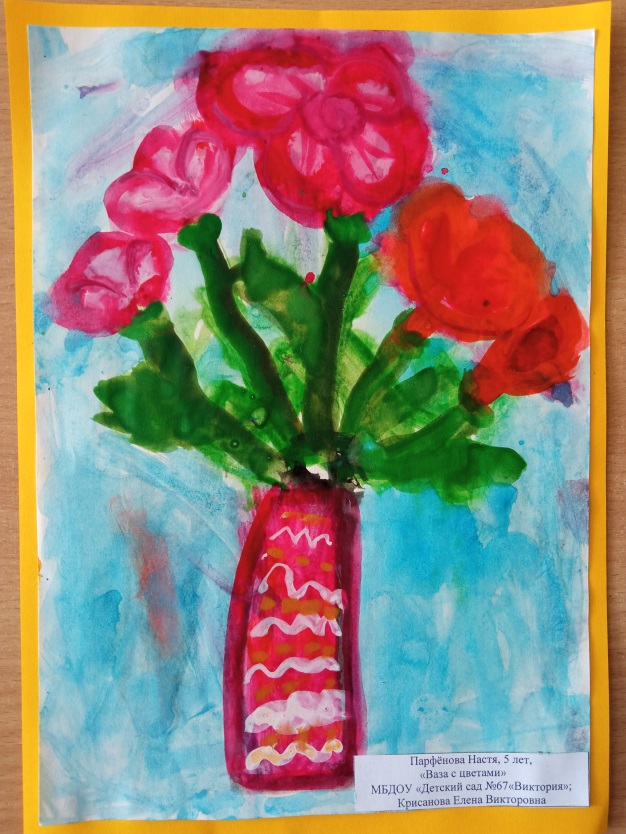 Парфёнова Настя, 5 лет,
«Ваза с цветами»
МБДОУ «Детский сад №67«Виктория»;
Крисанова Елена Викторовна